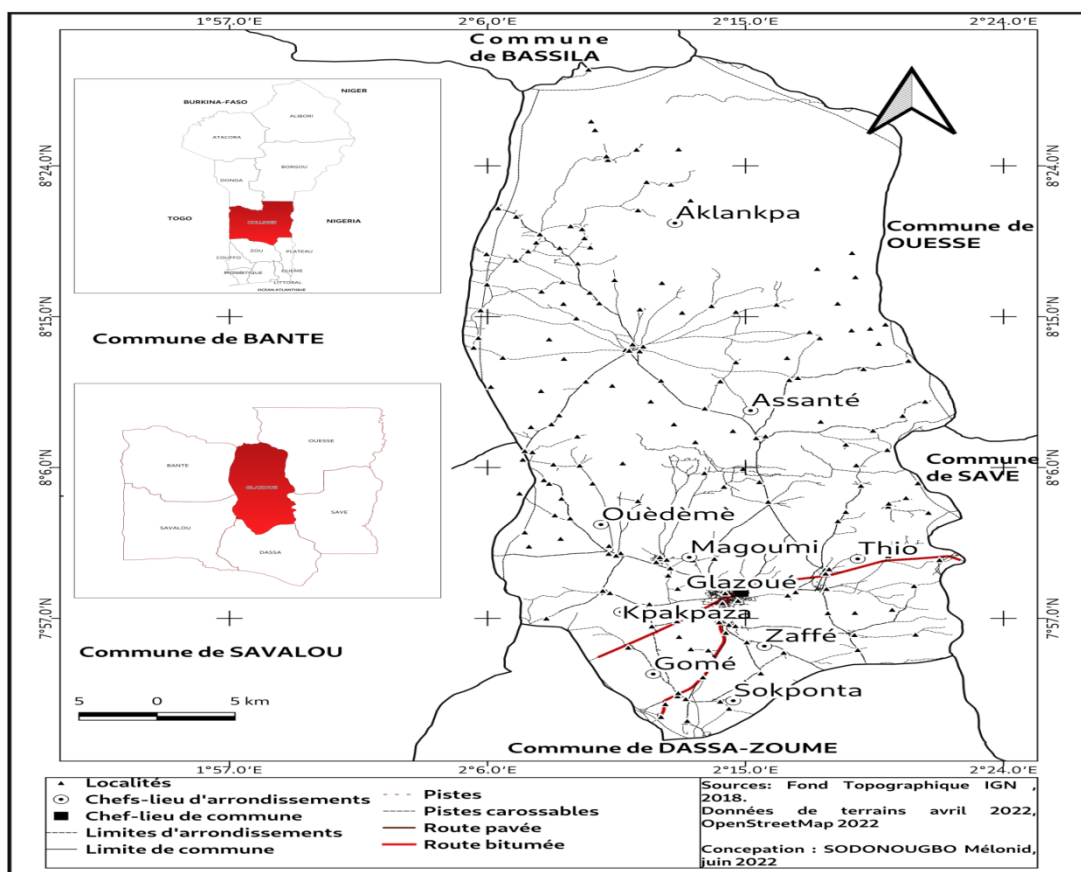 1°57.0'E 2°6.0'E 2°15.0'E 2°24.0'E
Commune
de BASSILA
NIGER
BURKINA-FASO
ALIBORI
ATACORA
BORGOU
DONGA
TOGO
NIGERIA
COLLINES
ZOU
PLATEAU
COUFFO
LITTORAL
OCEAN ATLANTIQUE
8°24.0'N 8°24.0'N
Aklankpa
Commune de
OUESSE
8°15.0'N 8°15.0'N
Commune de BANTE
Assanté
OUESSE
BANTE
GLAZOUE
SAVALOU
SAVE
DASSA
8°6.0'N 8°6.0'N
Commune
de SAVE
Ouèdèmè
Magoumi
Thio
Glazoué
Kpakpaza
7°57.0'N 7°57.0'N
Zaffé
Commune de SAVALOU
Gomé
Sokponta
5 0 5 km
Commune de DASSA-ZOUME
1°57.0'E 2°6.0'E 2°15.0'E 2°24.0'E
Localités
Chefs-lieu d'arrondissements
Chef-lieu de commune
Limites d'arrondissements
Limite de commune
Pistes
Pistes carossables
Route pavée
Route bitumée
Sources: Fond Topographique IGN ,
2018.
Données de terrains avril 2022,
OpenStreetMap 2022
Concepation : SODONOUGBO Mélonid,
juin 2022